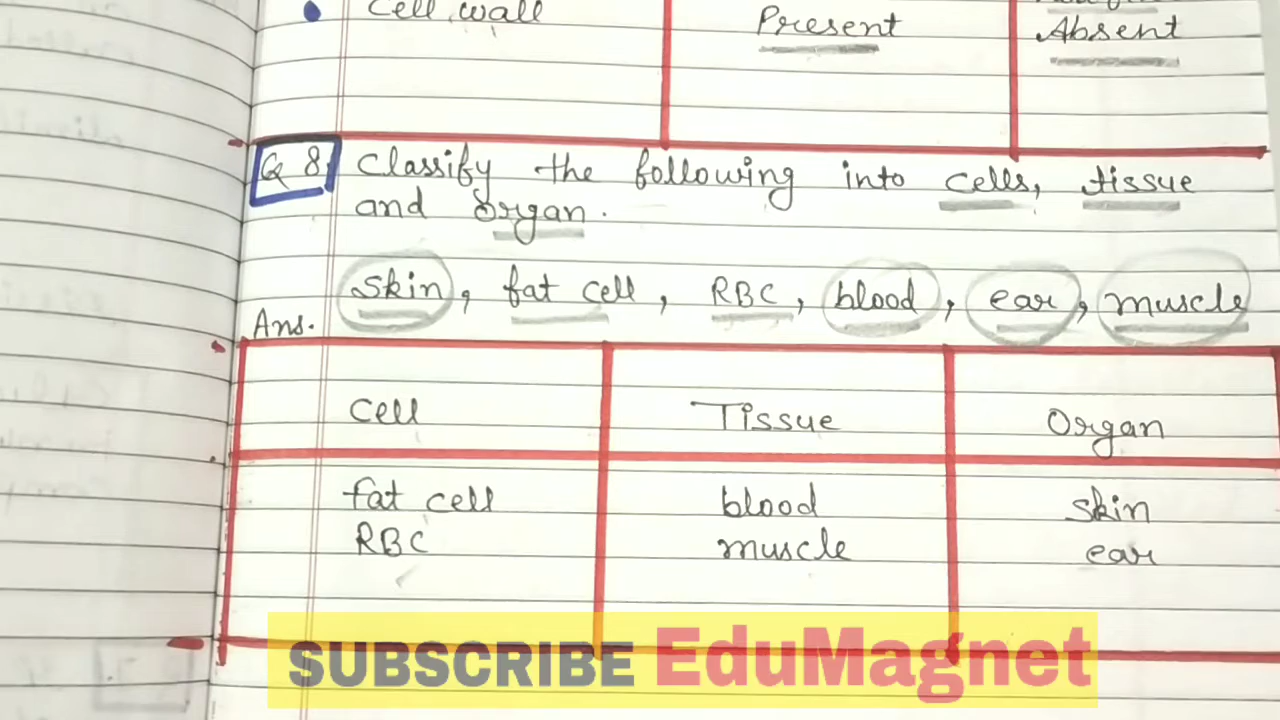 Cell wall Present Absent
Q 8. Classify the following into cells, tissue
and organ.
Skin, fat cell, RBC, blood, ear, muscle
Ans.
Cell Tissue Organ
fat cell blood skin
RBC muscle ear
SUBSCRIBE EduMagnet